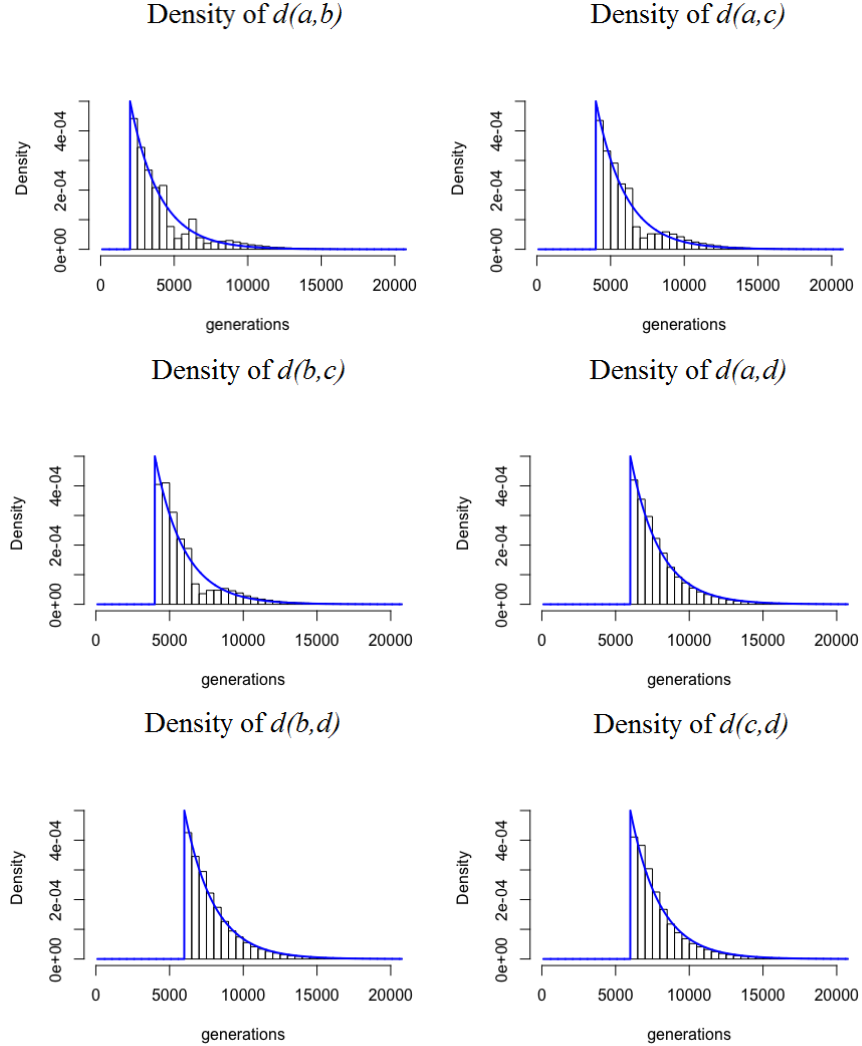 Density of d(a,b)
Density
0e+00 2e-04 4e-04
0 5000 10000 15000 20000
generations
Density of d(a,c)
Density
0e+00 2e-04 4e-04
0 5000 10000 15000 20000
generations
Density of d(b,c)
Density
0e+00 2e-04 4e-04
0 5000 10000 15000 20000
generations
Density of d(a,d)
Density
0e+00 2e-04 4e-04
0 5000 10000 15000 20000
generations
Density of d(b,d)
Density
0e+00 2e-04 4e-04
0 5000 10000 15000 20000
generations
Density of d(c,d)
Density
0e+00 2e-04 4e-04
0 5000 10000 15000 20000
generations